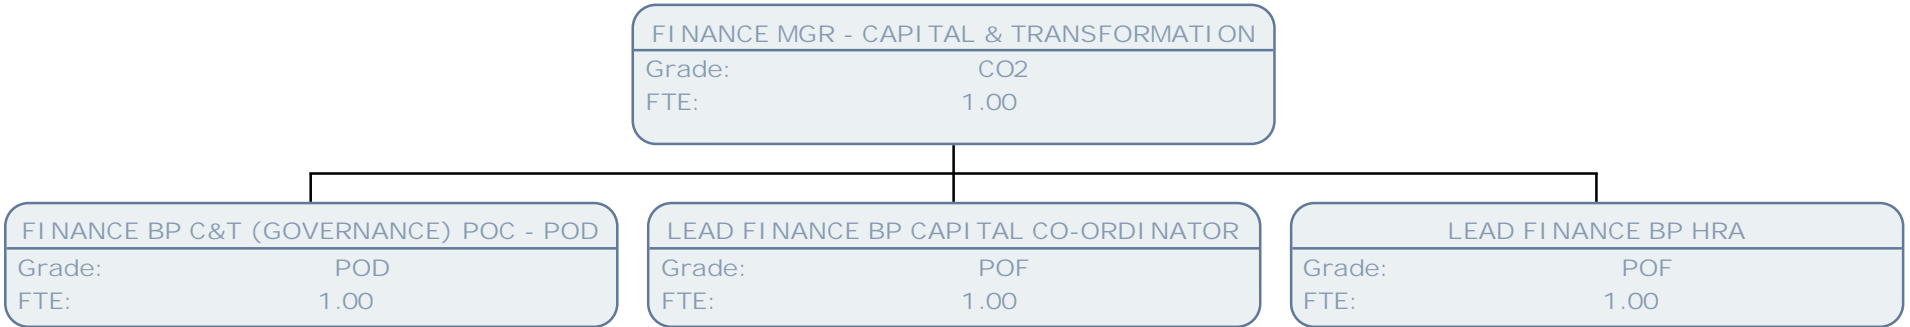 FINANCE MGR - CAPITAL & TRANSFORMATION
Grade: CO2
FTE: 1.00
FINANCE BP C&T (GOVERNANCE) POC - POD
Grade: POD
FTE: 1.00
LEAD FINANCE BP CAPITAL CO-ORDINATOR
Grade: POF
FTE: 1.00
LEAD FINANCE BP HRA
Grade: POF
FTE: 1.00